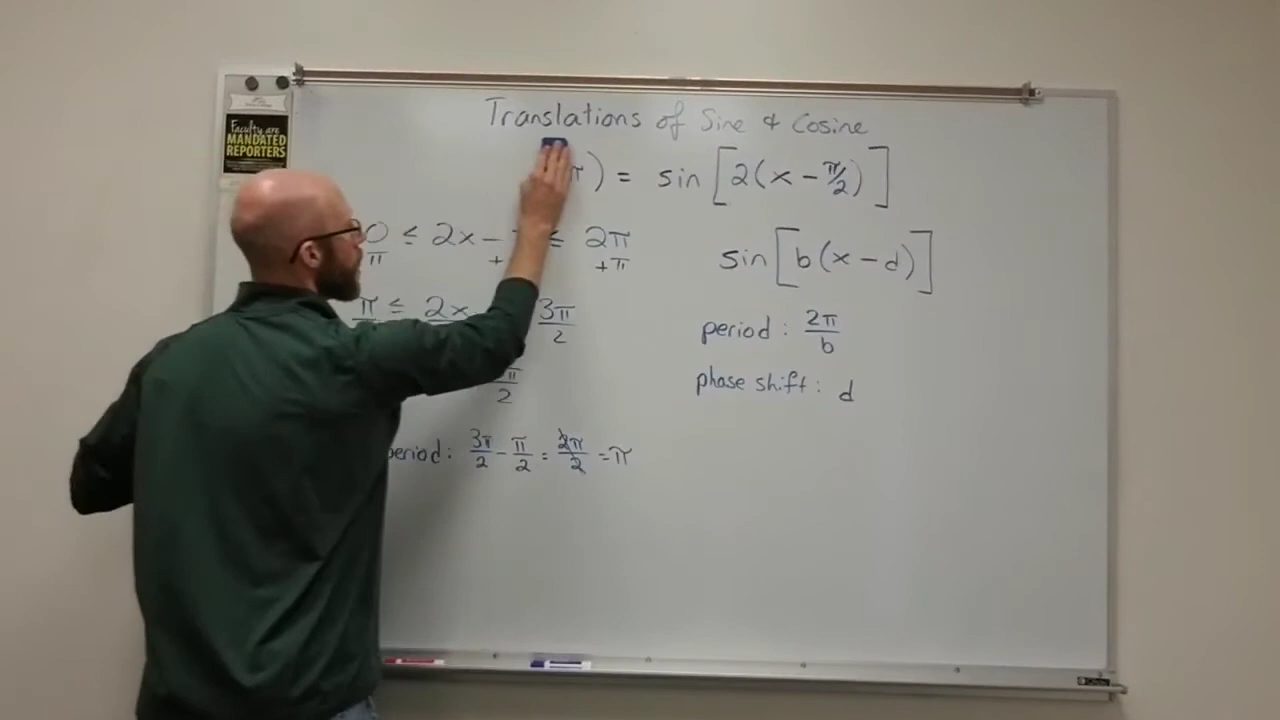 Translations of Sine & Cosine
π) = sin [2(x - π/2)]
0 ≤ 2x - ≤ 2π
π + +π
sin [b(x - d)]
π ≤ 2x 3π
2
period : 2π/b
π/2
phase shift : d
period : 3π/2 - π/2 = 2π/2 = π
Faculty are
MANDATED
REPORTERS